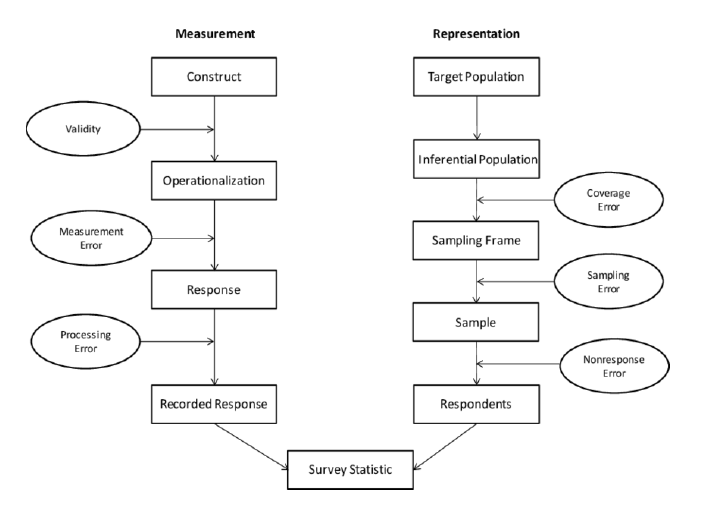 Measurement
Representation
Construct
Target Population
Validity
Inferential Population
Operationalization
Coverage
Error
Measurement
Error
Sampling Frame
Sampling
Error
Response
Sample
Processing
Error
Nonresponse
Error
Recorded Response
Respondents
Survey Statistic